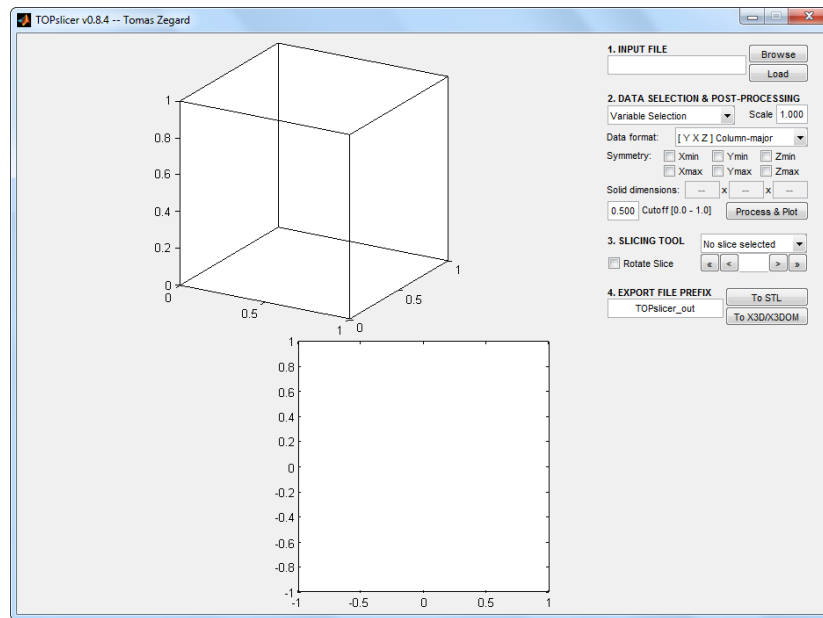 TOPslicer v0.8.4 -- Tomas Zegard
1. INPUT FILE
Browse
Load
2. DATA SELECTION & POST-PROCESSING
Variable Selection
Scale 1.000
Data format: [ Y X Z ] Column-major
Symmetry: Xmin Ymin Zmin
Xmax Ymax Zmax
Solid dimensions: -- x -- x --
0.500 Cutoff [0.0 - 1.0] Process & Plot
3. SLICING TOOL No slice selected
Rotate Slice « < > »
4. EXPORT FILE PREFIX
To STL
TOPslicer_out
To X3D/X3DOM
1
0.8
0.6
0.4
0.2
0
0
0.5
1
0
0.5
1
1
0.8
0.6
0.4
0.2
0
-0.2
-0.4
-0.6
-0.8
-1
-1 -0.5 0 0.5 1